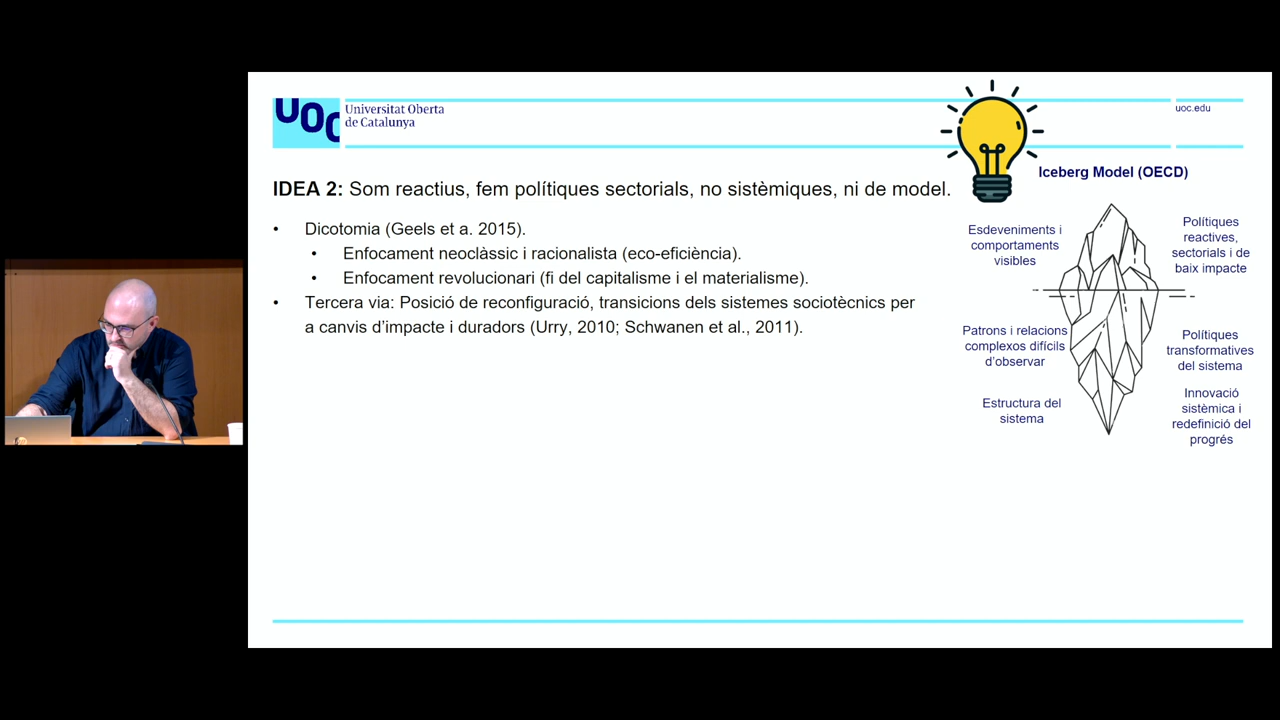 UOC
Universitat Oberta
de Catalunya
uoc.edu
IDEA 2: Som reactius, fem polítiques sectorials, no sistèmiques, ni de model.
• Dicotomia (Geels et a. 2015).
• Enfocament neoclàssic i racionalista (eco-eficiència).
• Enfocament revolucionari (fi del capitalisme i el materialisme).
• Tercera via: Posició de reconfiguració, transicions dels sistemes sociotècnics per
a canvis d’impacte i duradors (Urry, 2010; Schwanen et al., 2011).
Iceberg Model (OECD)
Esdeveniments i
comportaments
visibles
Polítiques
reactives,
sectorials i de
baix impacte
Patrons i relacions
complexos difícils
d’observar
Polítiques
transformatives
del sistema
Estructura del
sistema
Innovació
sistèmica i
redefinició del
progrés